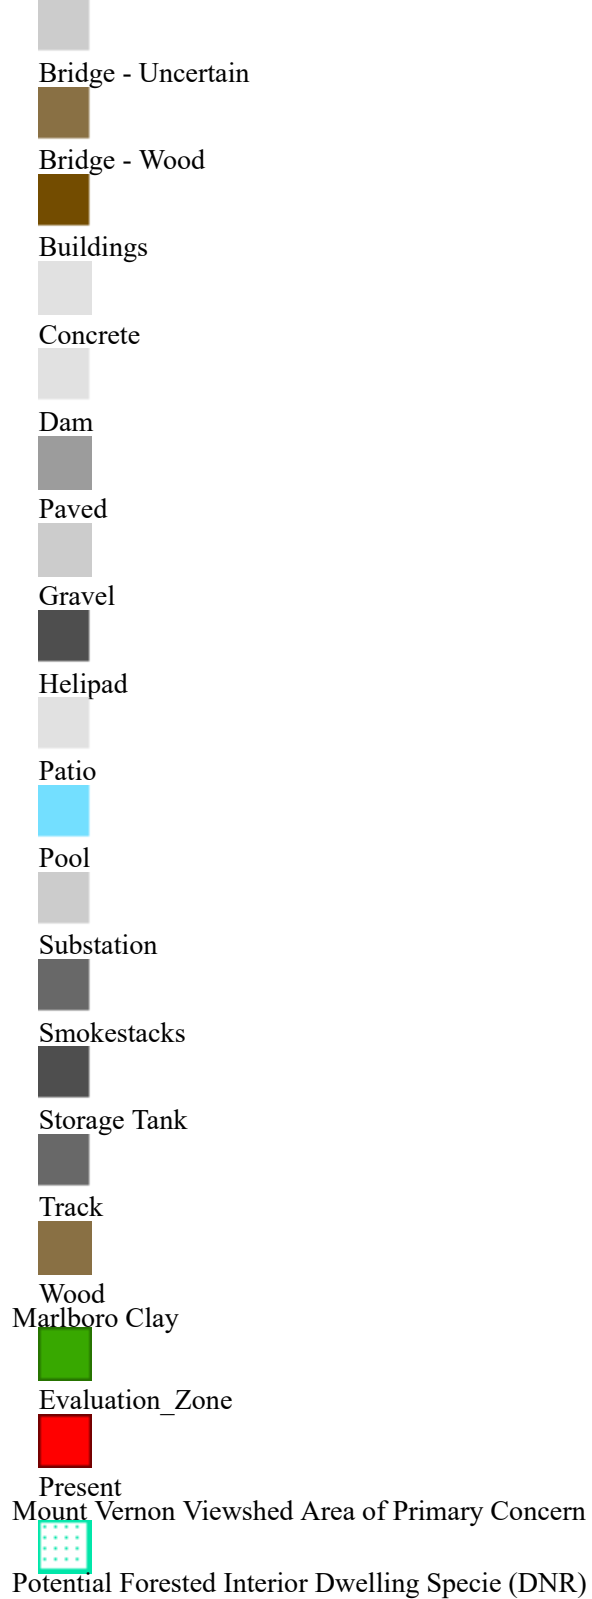 Bridge - Uncertain
Bridge - Wood
Buildings
Concrete
Dam
Paved
Gravel
Helipad
Patio
Pool
Substation
Smokestacks
Storage Tank
Track
Wood
Marlboro Clay
Evaluation_Zone
Present
Mount Vernon Viewshed Area of Primary Concern
Potential Forested Interior Dwelling Specie (DNR)